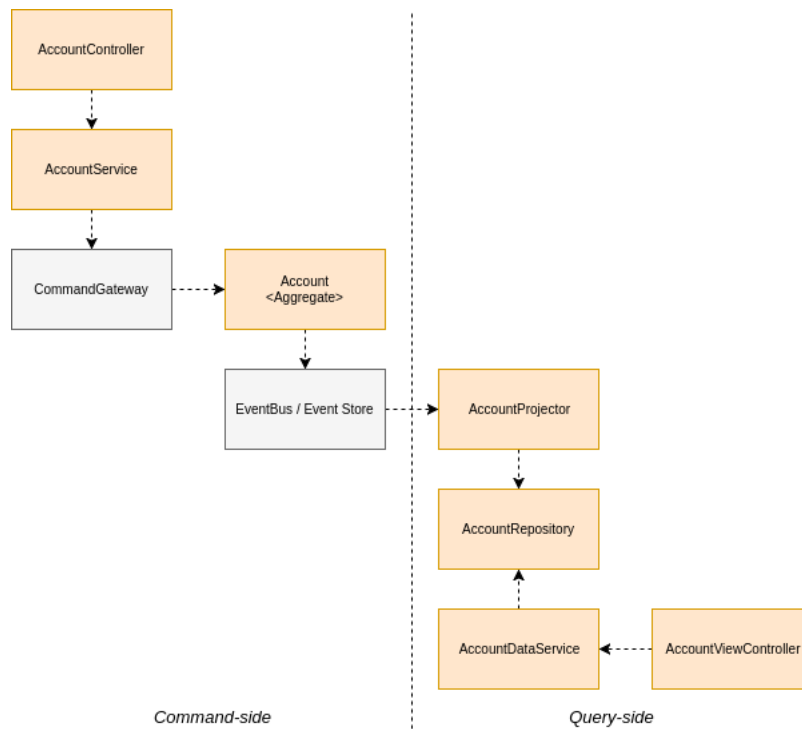 AccountController
AccountService
CommandGateway
Account
<Aggregate>
EventBus / Event Store
AccountProjector
AccountRepository
AccountDataService
AccountViewController
Command-side
Query-side